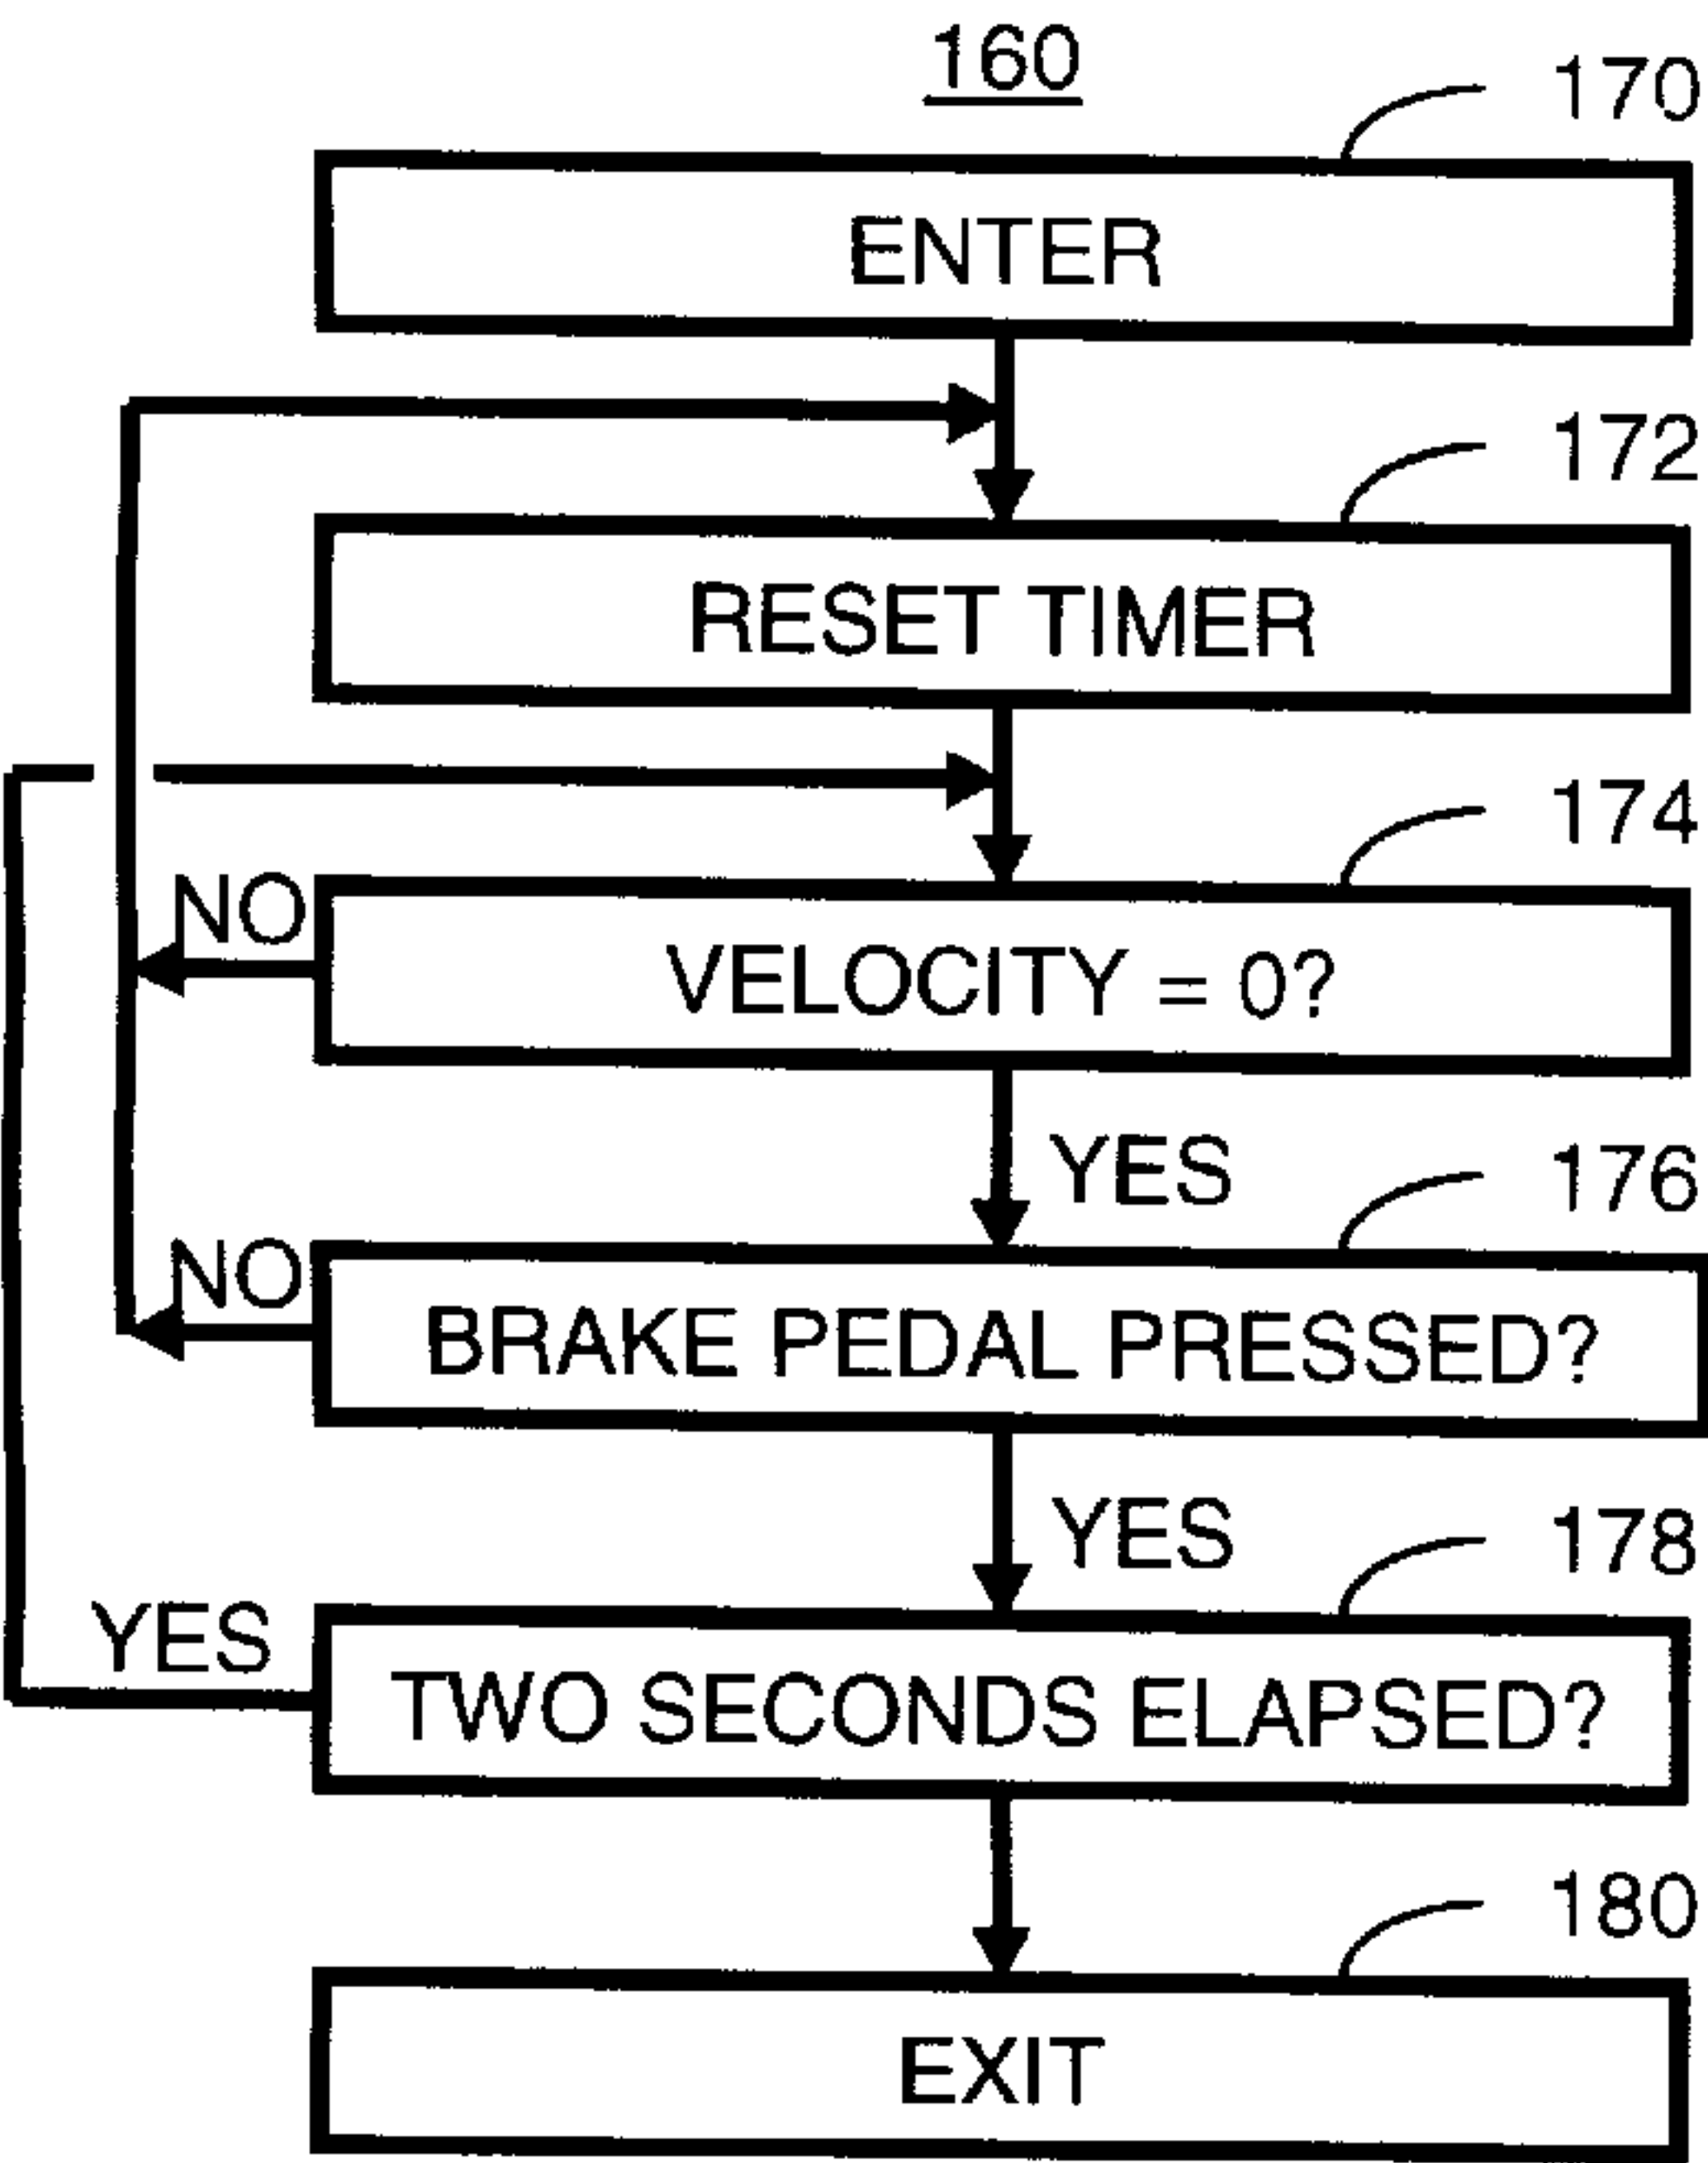 160
170
ENTER
172
RESET TIMER
174
NO
VELOCITY = 0?
YES
176
NO
BRAKE PEDAL PRESSED?
YES
178
YES
TWO SECONDS ELAPSED?
180
EXIT